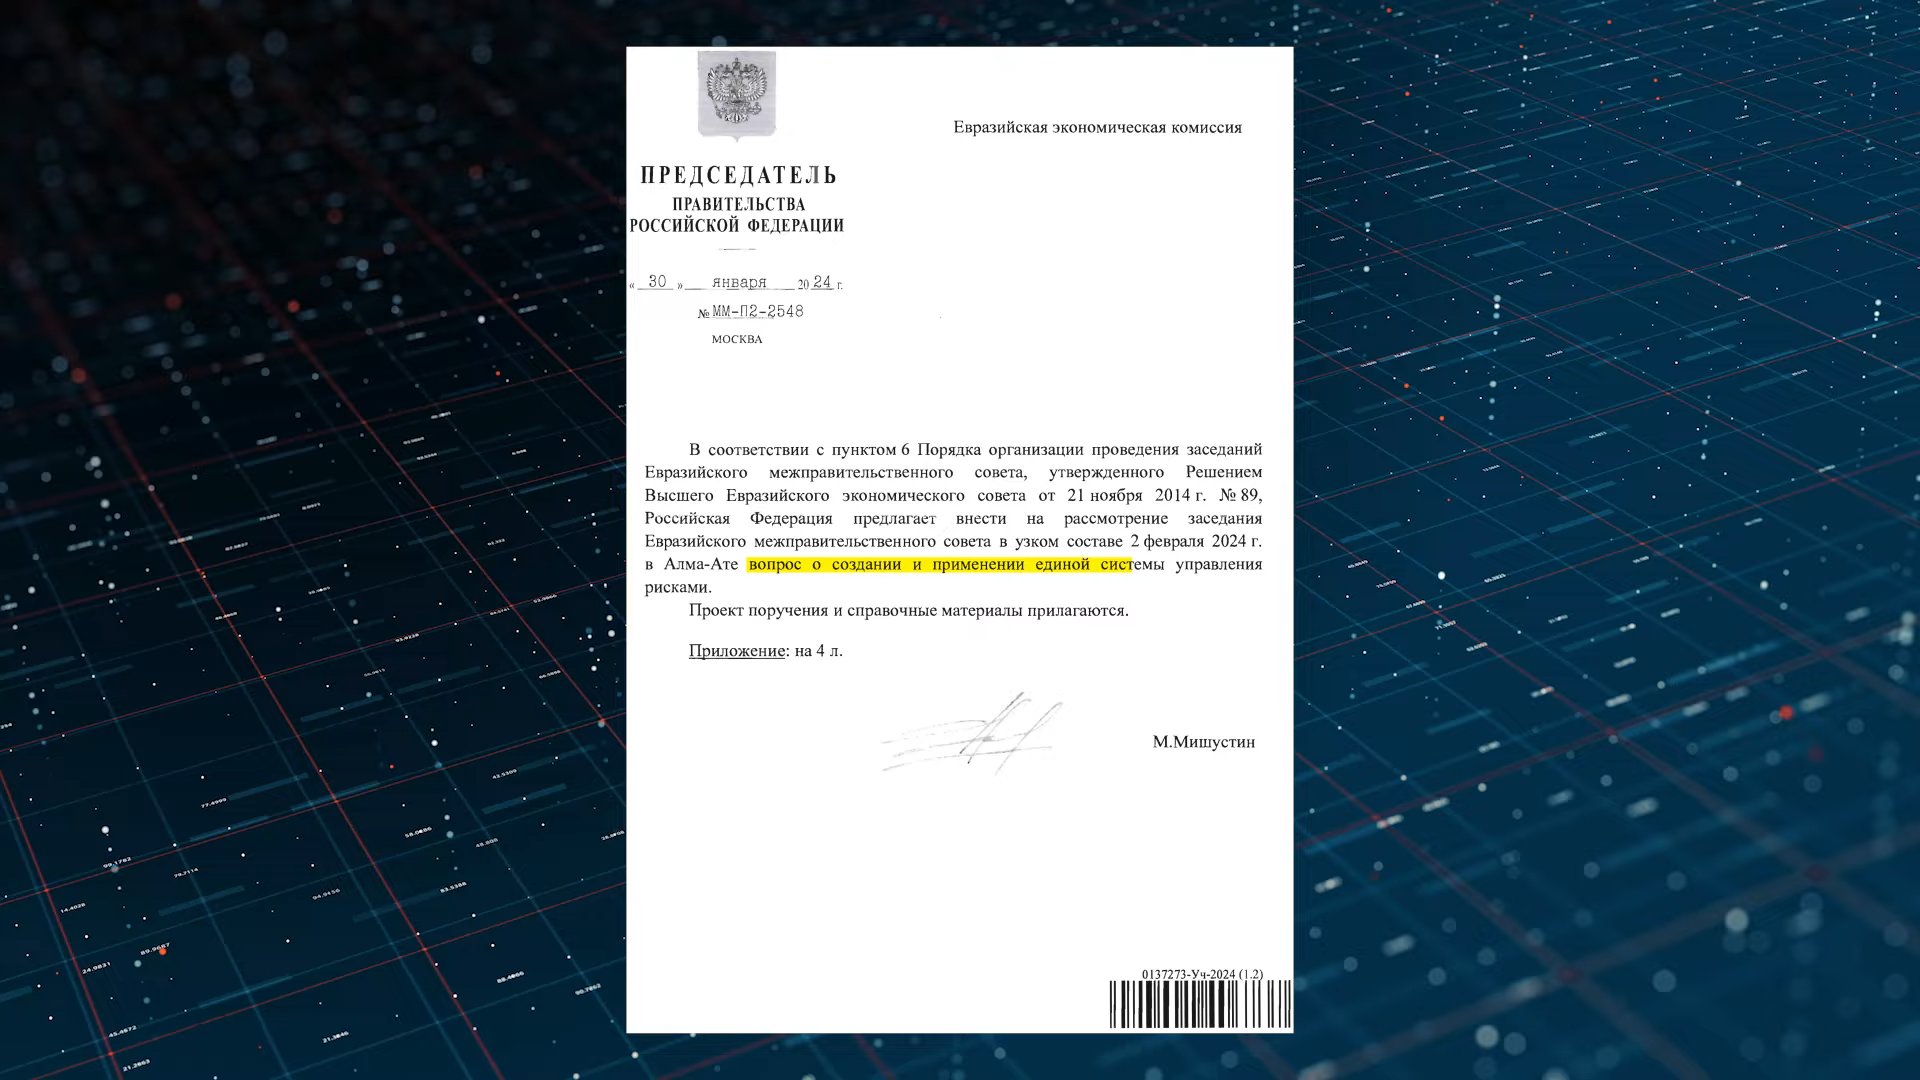 Евразийская экономическая комиссия
ПРЕДСЕДАТЕЛЬ
ПРАВИТЕЛЬСТВА
РОССИЙСКОЙ ФЕДЕРАЦИИ
« 30 » января 20 24 г.
№ ММ-П2-2548
МОСКВА
В соответствии с пунктом 6 Порядка организации проведения заседаний
Евразийского межправительственного совета, утвержденного Решением
Высшего Евразийского экономического совета от 21 ноября 2014 г. № 89,
Российская Федерация предлагает внести на рассмотрение заседания
Евразийского межправительственного совета в узком составе 2 февраля 2024 г.
в Алма-Ате вопрос о создании и применении единой системы управления
рисками.
Проект поручения и справочные материалы прилагаются.
Приложение: на 4 л.
М.Мишустин
0137273-Уч-2024 (1.2)